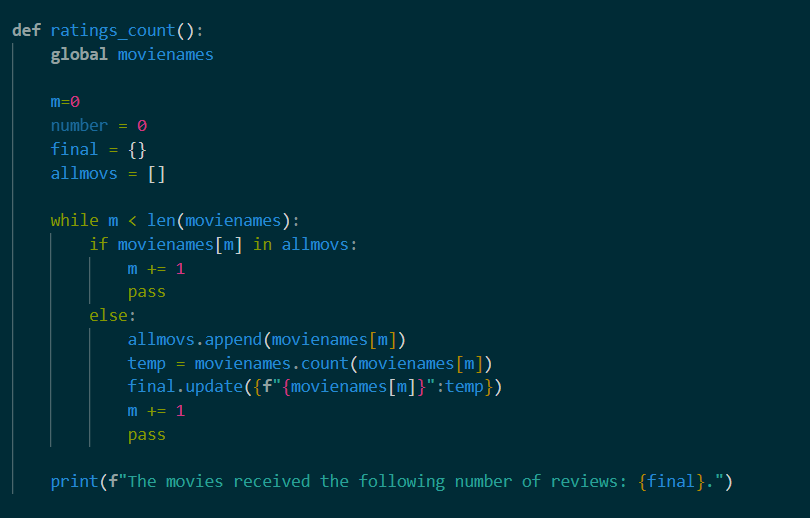 def ratings_count():
    global movienames

    m=0
    number = 0
    final = {}
    allmovs = []

    while m < len(movienames):
        if movienames[m] in allmovs:
            m += 1
            pass
        else:
            allmovs.append(movienames[m])
            temp = movienames.count(movienames[m])
            final.update({f"{movienames[m]}":temp})
            m += 1
            pass

    print(f"The movies received the following number of reviews: {final}.")